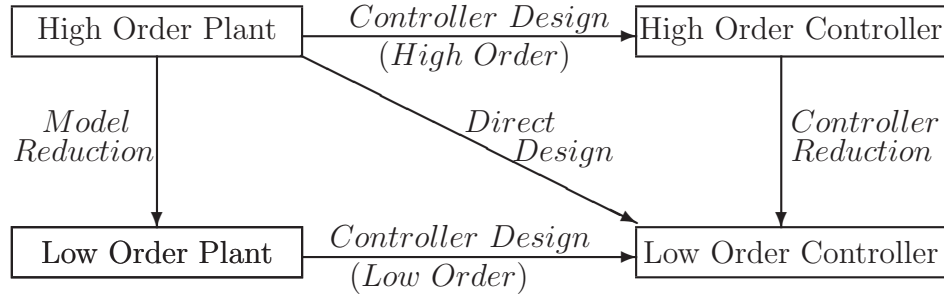 High Order Plant
Controller Design
(High Order)
High Order Controller
Model
Reduction
Direct
Design
Controller
Reduction
Low Order Plant
Controller Design
(Low Order)
Low Order Controller